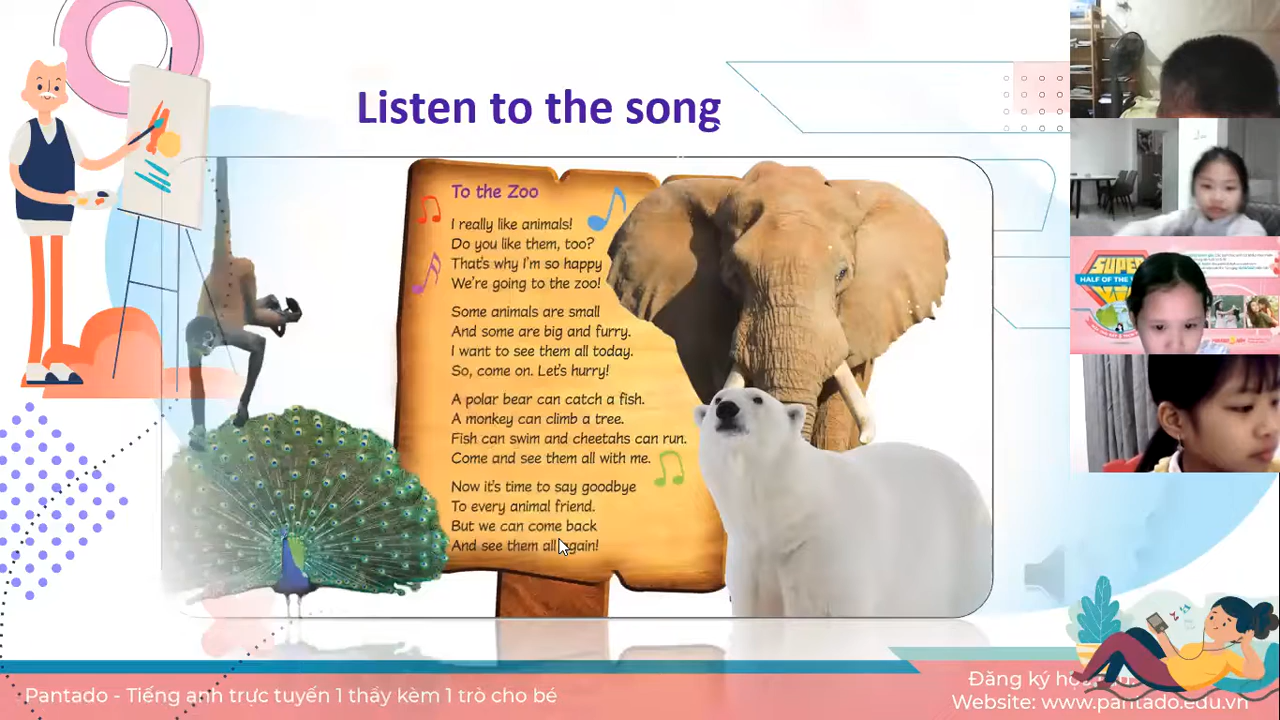 Listen to the song
To the Zoo
I really like animals!
Do you like them, too?
That's why I'm so happy
We're going to the zoo!
Some animals are small
And some are big and furry.
I want to see them all today.
So, come on. Let's hurry!
A polar bear can catch a fish.
A monkey can climb a tree.
Fish can swim and cheetahs can run.
Come and see them all with me.
Now it's time to say goodbye
To every animal friend.
But we can come back
And see them all again!
SUPER
HALF OF THE
Pantado - Tiếng anh trực tuyến 1 thầy kèm 1 trò cho bé
Đăng ký học
Website: www.pantado.edu.vn